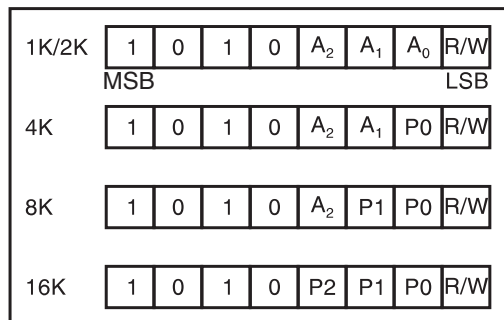 1K/2K 1 0 1 0 A₂ A₁ A₀ R/W
MSB LSB
4K 1 0 1 0 A₂ A₁ P0 R/W
8K 1 0 1 0 A₂ P1 P0 R/W
16K 1 0 1 0 P2 P1 P0 R/W